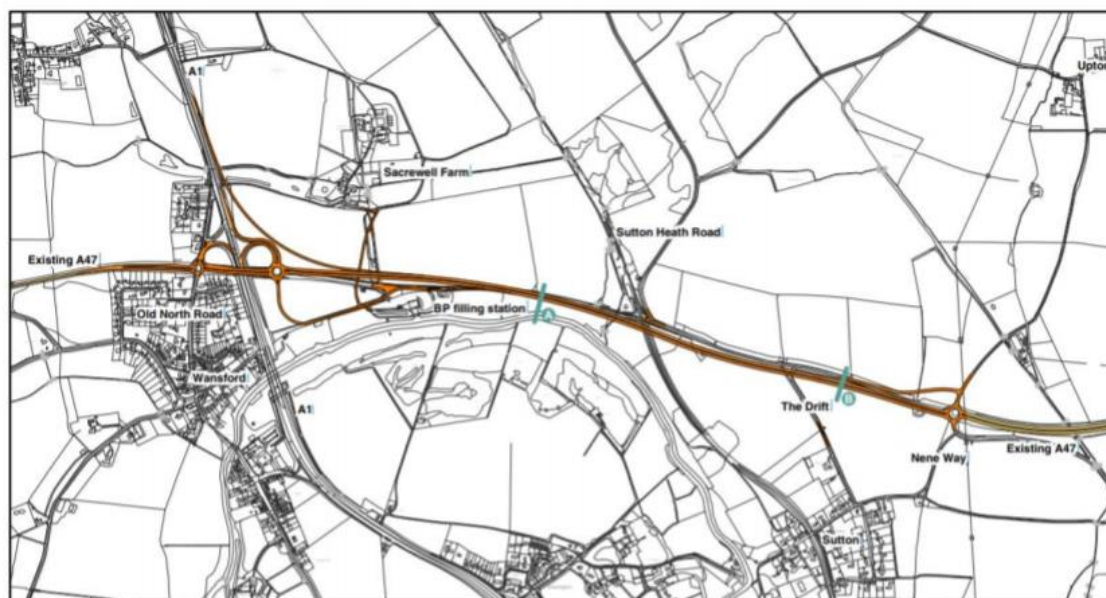 A1
Upton
Sacrewell Farm
Sutton Heath Road
Existing A47
BP filling station
A
Old North Road
Wansford
A1
The Drift
B
Nene Way
Existing A47
Sutton